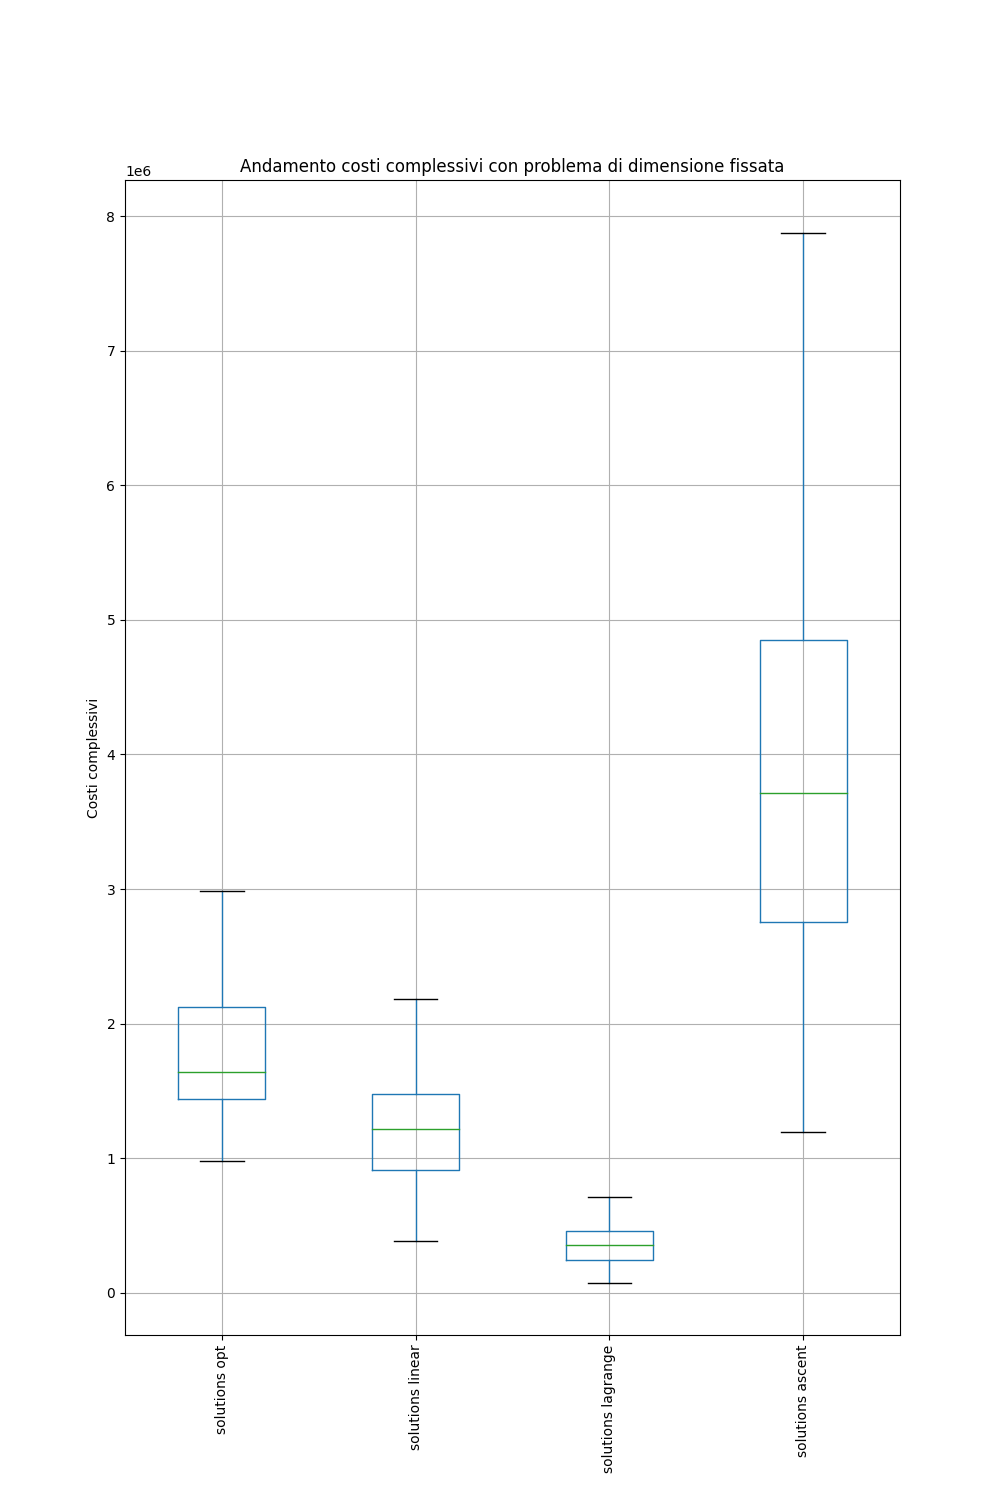 Andamento costi complessivi con problema di dimensione fissata
1e6
8
7
6
5
4
3
2
1
0
Costi complessivi
solutions opt
solutions linear
solutions lagrange
solutions ascent